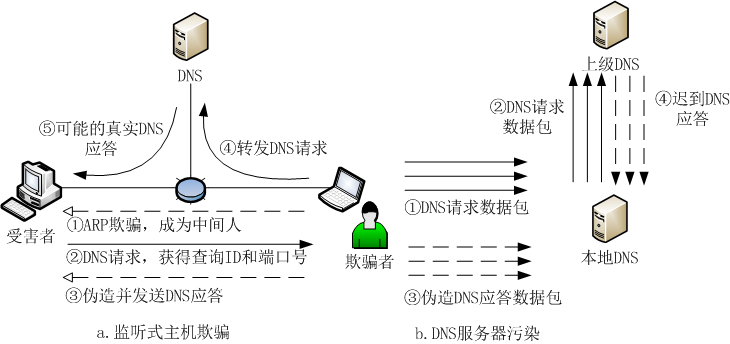 DNS
⑤可能的真实DNS
应答
④转发DNS请求
受害者
①ARP欺骗，成为中间人
②DNS请求，获得查询ID和端口号
③伪造并发送DNS应答
欺骗者
a.监听式主机欺骗
上级DNS
②DNS请求
数据包
④迟到DNS
应答
①DNS请求数据包
本地DNS
③伪造DNS应答数据包
b.DNS服务器污染